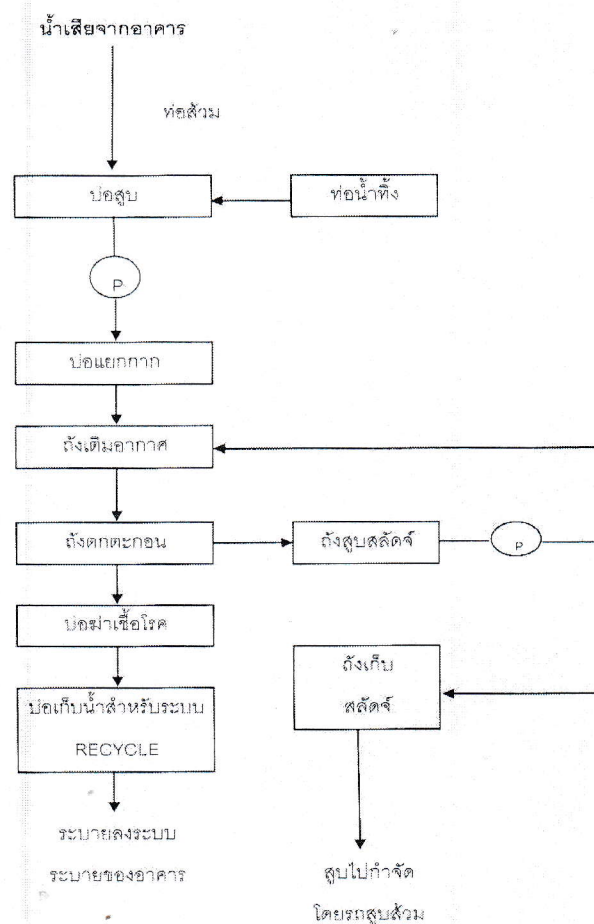 น้ำเสียจากอาคาร
ท่อส้วม
บ่อสูบ
ท่อน้ำทิ้ง
P
บ่อแยกกาก
ถังเติมอากาศ
ถังตกตะกอน
ถังสูบสลัดจ์
P
บ่อฆ่าเชื้อโรค
ถังเก็บ
สลัดจ์
บ่อเก็บน้ำสำหรับระบบ
RECYCLE
ระบายลงระบบ
ระบายของอาคาร
สูบไปกำจัด
โดยรถสูบส้วม